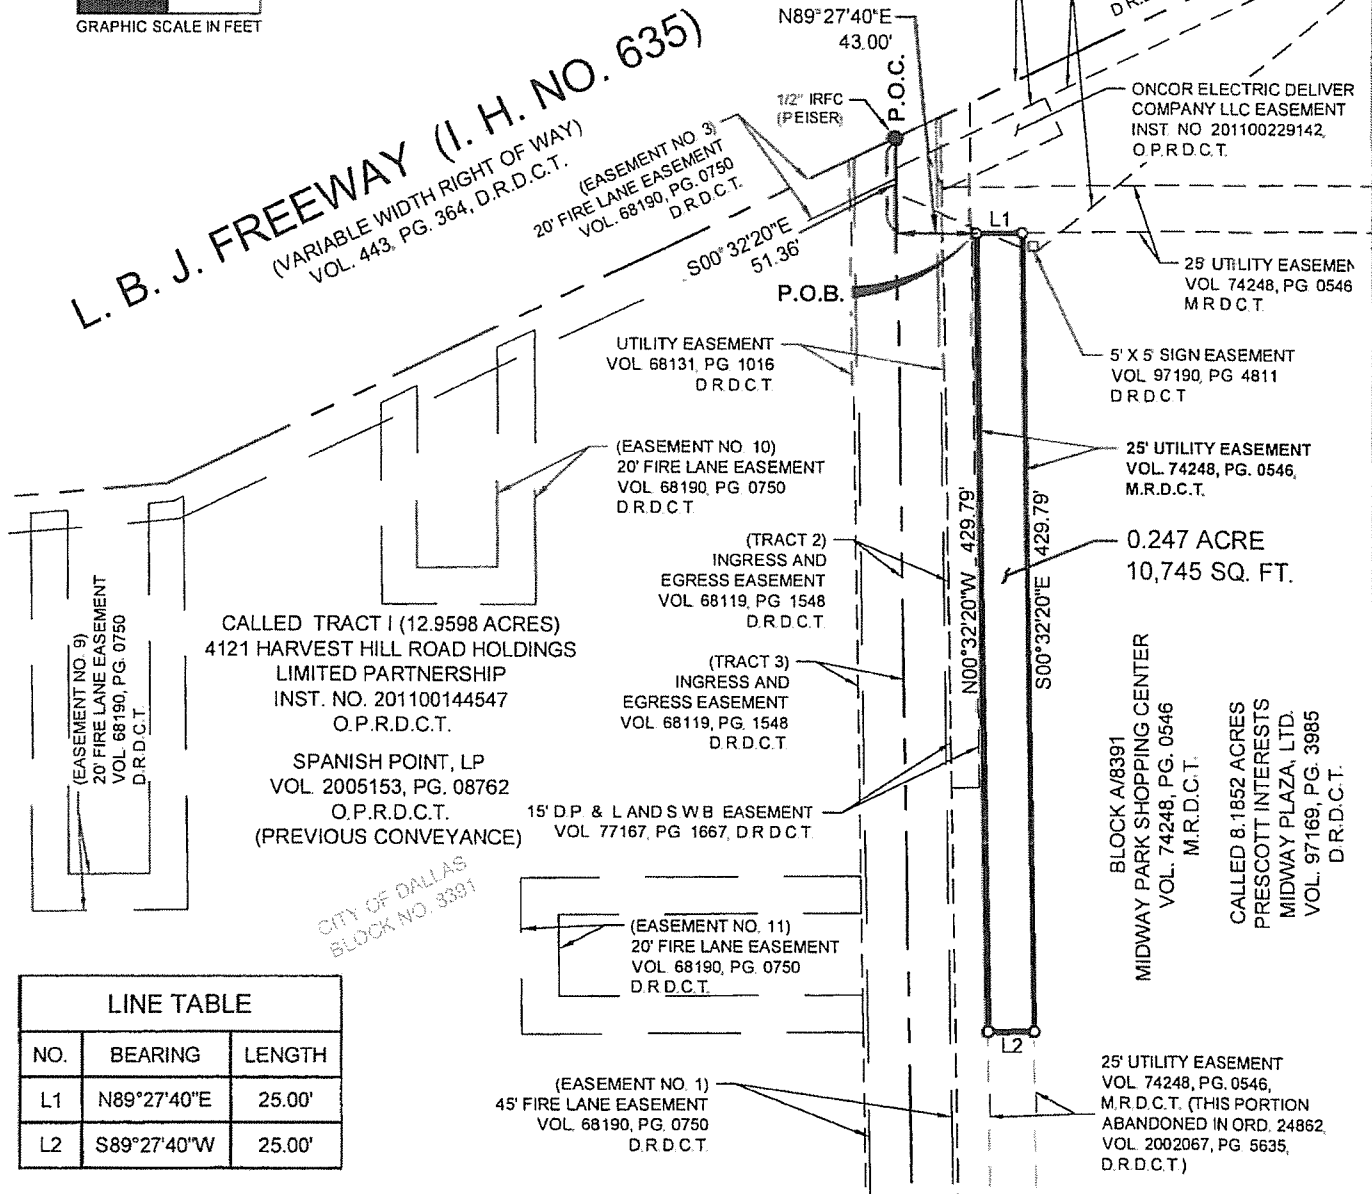 GRAPHIC SCALE IN FEET
L. B. J. FREEWAY (I. H. NO. 635)
(VARIABLE WIDTH RIGHT OF WAY)
VOL. 443, PG. 364, D.R.D.C.T.
(EASEMENT NO. 3)
20' FIRE LANE EASEMENT
VOL. 68190, PG. 0750
D.R.D.C.T.
N89°27'40"E
43.00'
1/2" IRFC
(PEISER)
P.O.C.
S00°32'20"E
51.36'
P.O.B.
L1
ONCOR ELECTRIC DELIVER
COMPANY LLC EASEMENT
INST. NO. 201100229142,
O.P.R.D.C.T.
25' UTILITY EASEMEN
VOL 74248, PG 0546
M.R.D.C.T.
UTILITY EASEMENT
VOL 68131, PG 1016
D.R.D.C.T.
5' X 5' SIGN EASEMENT
VOL 97190, PG 4811
D.R.D.C.T
(EASEMENT NO. 10)
20' FIRE LANE EASEMENT
VOL 68190, PG 0750
D.R.D.C.T.
25' UTILITY EASEMENT
VOL. 74248, PG. 0546,
M.R.D.C.T.
N00°32'20"W 429.79'
S00°32'20"E 429.79'
0.247 ACRE
10,745 SQ. FT.
(TRACT 2)
INGRESS AND
EGRESS EASEMENT
VOL 68119, PG 1548
D.R.D.C.T.
(EASEMENT NO. 9)
20' FIRE LANE EASEMENT
VOL. 68190, PG. 0750
D.R.D.C.T.
CALLED TRACT I (12.9598 ACRES)
4121 HARVEST HILL ROAD HOLDINGS
LIMITED PARTNERSHIP
INST. NO. 201100144547
O.P.R.D.C.T.
SPANISH POINT, LP
VOL. 2005153, PG. 08762
O.P.R.D.C.T.
(PREVIOUS CONVEYANCE)
(TRACT 3)
INGRESS AND
EGRESS EASEMENT
VOL 68119, PG. 1548
D.R.D.C.T.
15' D.P. & L AND S W B EASEMENT
VOL 77167, PG 1667, D.R.D.C.T.
BLOCK A/8391
MIDWAY PARK SHOPPING CENTER
VOL. 74248, PG. 0546
M.R.D.C.T.
CALLED 8.1852 ACRES
PRESCOTT INTERESTS
MIDWAY PLAZA, LTD.
VOL. 97169, PG. 3985
D.R.D.C.T.
CITY OF DALLAS
BLOCK NO. 8391
(EASEMENT NO. 11)
20' FIRE LANE EASEMENT
VOL 68190, PG. 0750
D.R.D.C.T.
L2
LINE TABLE
NO. BEARING LENGTH
L1 N89°27'40"E 25.00'
L2 S89°27'40"W 25.00'
(EASEMENT NO. 1)
45' FIRE LANE EASEMENT
VOL. 68190, PG. 0750
D.R.D.C.T.
25' UTILITY EASEMENT
VOL 74248, PG. 0546,
M.R.D.C.T. (THIS PORTION
ABANDONED IN ORD. 24862,
VOL 2002067, PG 5635,
D.R.D.C.T.)